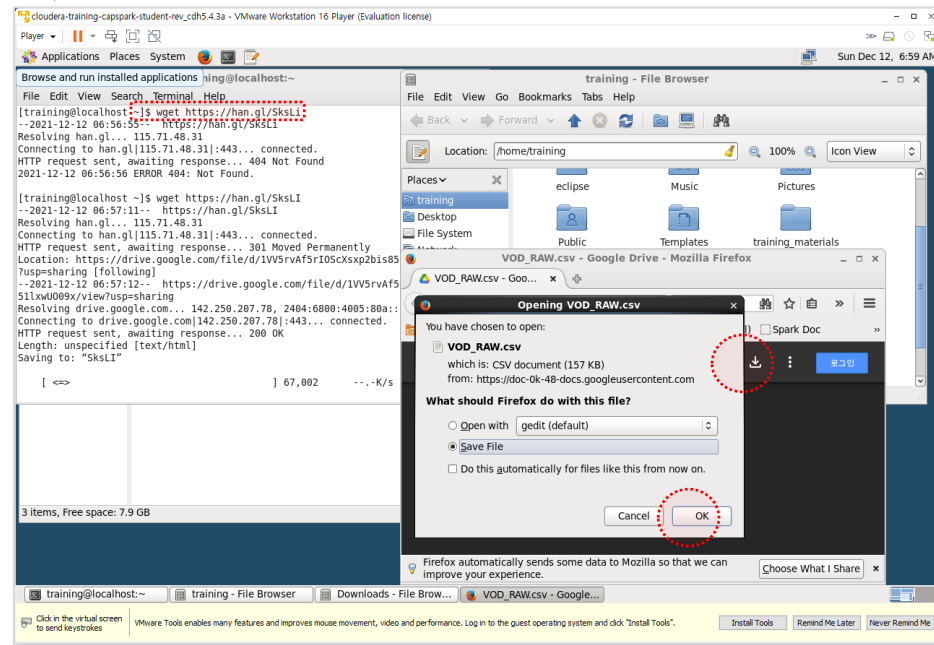 cloudera-training-capspark-student-rev_cdh5.4.3a - VMware Workstation 16 Player (Evaluation license)
Player
Applications Places System
Sun Dec 12, 6:59 AM
Browse and run installed applications
ning@localhost:~
File Edit View Search Terminal Help
[training@localhost ~]$ wget https://han.gl/SksLi
--2021-12-12 06:56:55-- https://han.gl/SksLi
Resolving han.gl... 115.71.48.31
Connecting to han.gl|115.71.48.31|:443... connected.
HTTP request sent, awaiting response... 404 Not Found
2021-12-12 06:56:56 ERROR 404: Not Found.
[training@localhost ~]$ wget https://han.gl/SksLI
--2021-12-12 06:57:11-- https://han.gl/SksLI
Resolving han.gl... 115.71.48.31
Connecting to han.gl|115.71.48.31|:443... connected.
HTTP request sent, awaiting response... 301 Moved Permanently
Location: https://drive.google.com/file/d/1VV5rvAf5rIOScXsxp2bis85
?usp=sharing [following]
--2021-12-12 06:57:12-- https://drive.google.com/file/d/1VV5rvAf5
51lxwUO09x/view?usp=sharing
Resolving drive.google.com... 142.250.207.78, 2404:6800:4005:80a::
Connecting to drive.google.com|142.250.207.78|:443... connected.
HTTP request sent, awaiting response... 200 OK
Length: unspecified [text/html]
Saving to: “SksLI”
[ <=> ] 67,002 --.-K/s
3 items, Free space: 7.9 GB
training - File Browser
File Edit View Go Bookmarks Tabs Help
Back Forward
Location: /home/training
100% Icon View
Places
training
Desktop
File System
eclipse Music Pictures
Public Templates training_materials
VOD_RAW.csv - Google Drive - Mozilla Firefox
VOD_RAW.csv - Goo...
Spark Doc
로그인
Opening VOD_RAW.csv
You have chosen to open:
VOD_RAW.csv
which is: CSV document (157 KB)
from: https://doc-0k-48-docs.googleusercontent.com
What should Firefox do with this file?
Open with gedit (default)
Save File
Do this automatically for files like this from now on.
Cancel OK
Firefox automatically sends some data to Mozilla so that we can
improve your experience.
Choose What I Share
training@localhost:~ training - File Browser Downloads - File Brow... VOD_RAW.csv - Google...
Click in the virtual screen
to send keystrokes
VMware Tools enables many features and improves mouse movement, video and performance. Log in to the guest operating system and click "Install Tools".
Install Tools Remind Me Later Never Remind Me